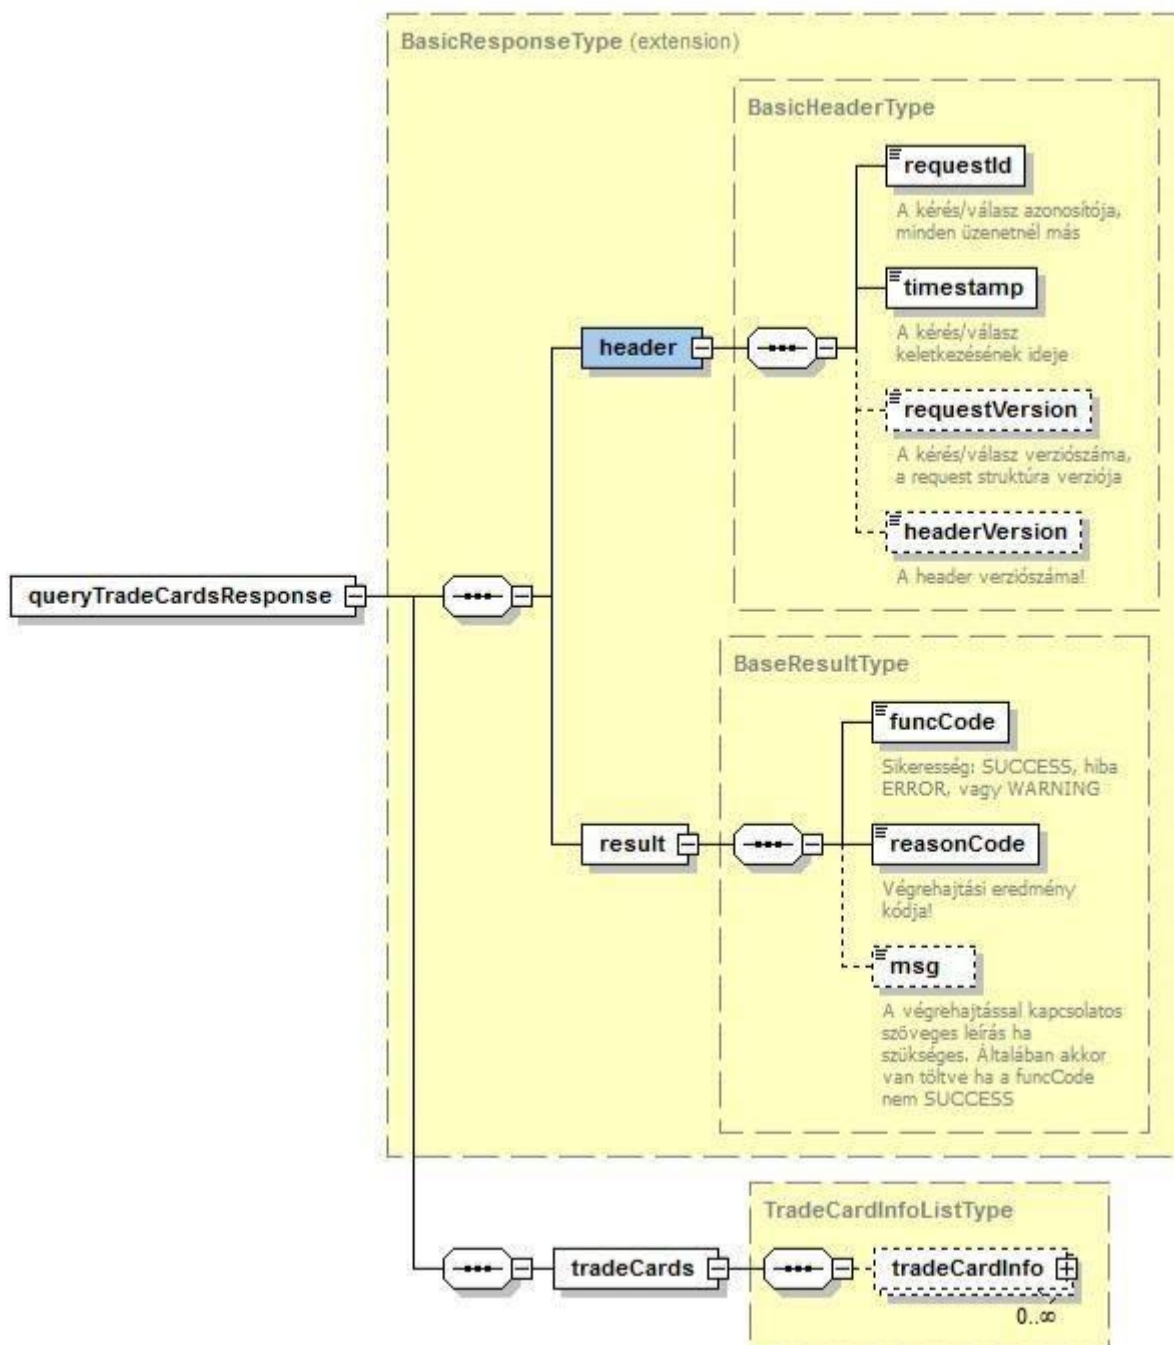 BasicResponseType (extension)
BasicHeaderType
requestId
A kérés/válasz azonosítója,
minden üzenetnél más
timestamp
A kérés/válasz
keletkezésének ideje
header
requestVersion
A kérés/válasz verziószáma,
a request struktúra verziója
headerVersion
A header verziószáma!
queryTradeCardsResponse
BaseResultType
funcCode
Sikeresség: SUCCESS, hiba
ERROR, vagy WARNING
result
reasonCode
Végrehajtási eredmény
kódja!
msg
A végrehajtással kapcsolatos
szöveges leírás ha
szükséges. Általában akkor
van töltve ha a funcCode
nem SUCCESS
TradeCardInfoListType
tradeCards
tradeCardInfo
0..∞